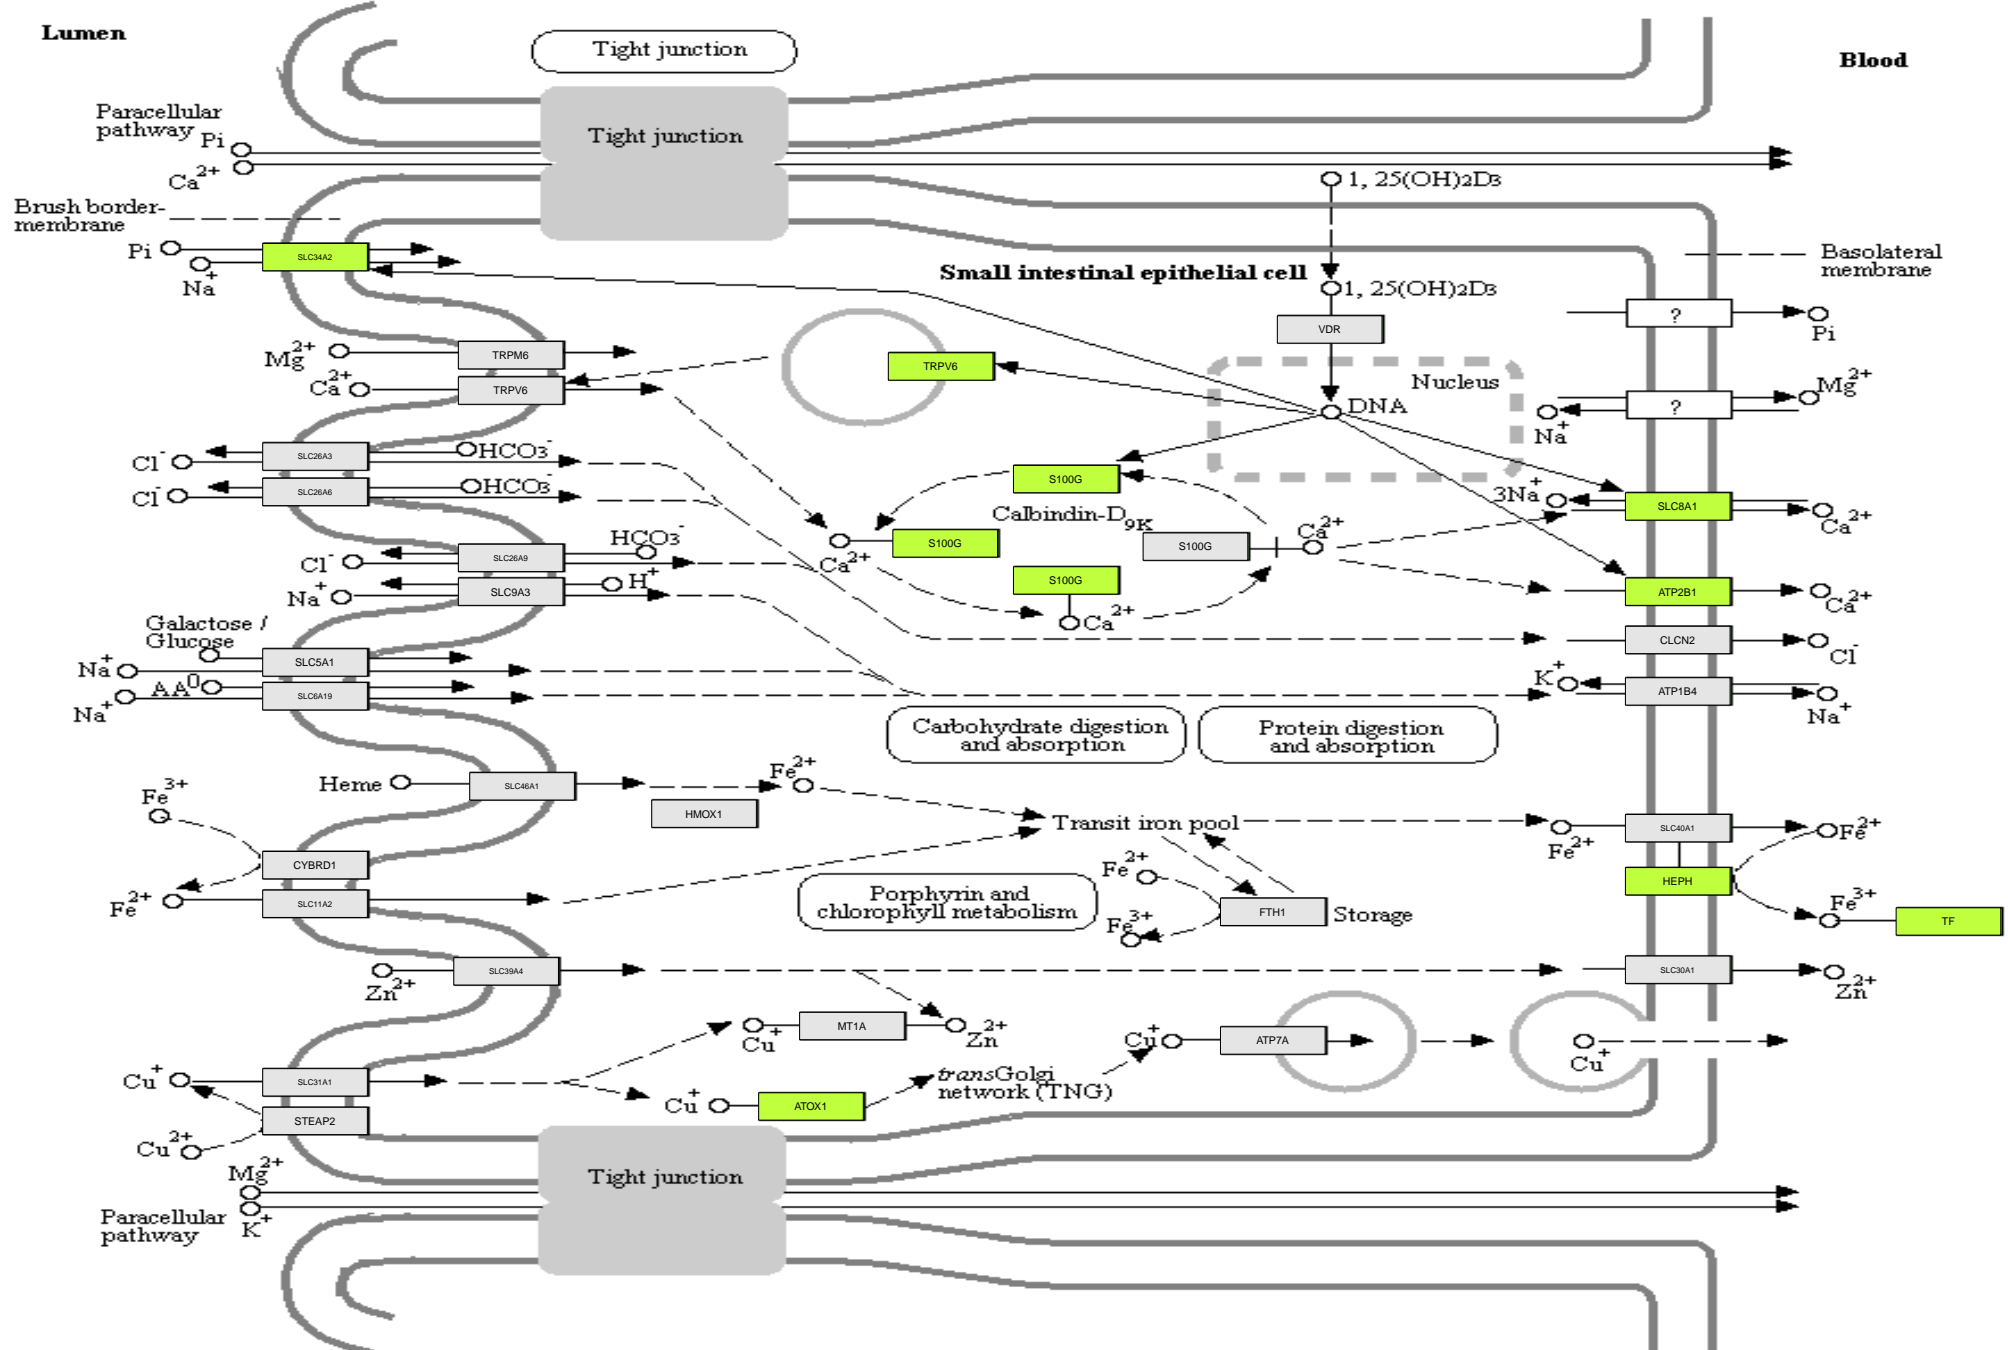 Lumen
Tight junction
Blood
Paracellular
pathway
Pi
Ca2+
Tight junction
1, 25(OH)2D3
Brush border-
membrane
Pi
Na+
SLC34A2
Small intestinal epithelial cell
1, 25(OH)2D3
VDR
Basolateral
membrane
?
Pi
Mg2+
TRPM6
Ca2+
TRPV6
TRPV6
Nucleus
DNA
?
Mg2+
Na+
Cl-
SLC26A3
HCO3-
Cl-
SLC26A6
HCO3-
S100G
Calbindin-D9K
S100G
S100G
Ca2+
Ca2+
S100G
Ca2+
3Na+
SLC8A1
Ca2+
HCO3-
Cl-
SLC26A9
Na+
SLC9A3
H+
ATP2B1
Ca2+
CLCN2
Cl-
Galactose /
Glucose
Na+
SLC5A1
AA0
Na+
SLC6A19
K+
ATP1B4
Na+
Carbohydrate digestion
and absorption
Protein digestion
and absorption
Heme
SLC46A1
HMOX1
Fe2+
Fe3+
CYBRD1
Fe2+
SLC11A2
Transit iron pool
Fe2+
SLC40A1
Fe2+
HEPH
Fe3+
TF
Porphyrin and
chlorophyll metabolism
Fe2+
Fe3+
FTH1
Storage
Zn2+
SLC39A4
SLC30A1
Zn2+
Cu+
MT1A
Zn2+
Cu+
ATP7A
Cu+
Cu+
SLC31A1
Cu+
ATOX1
transGolgi
network (TNG)
STEAP2
Cu2+
Mg2+
K+
Paracellular
pathway
Tight junction